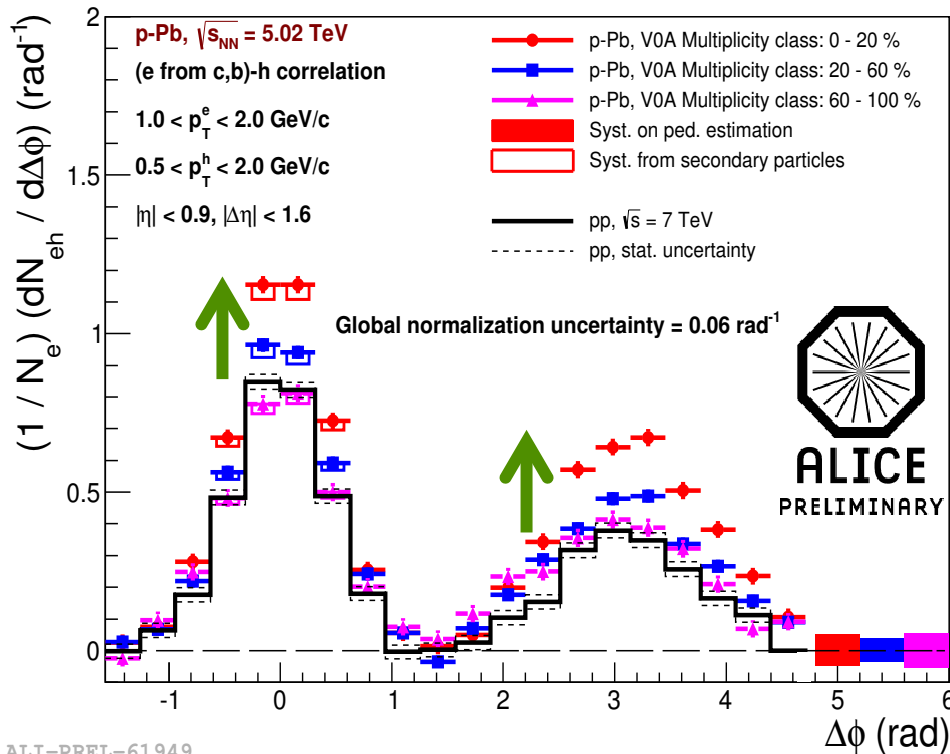 p-Pb, √s_NN = 5.02 TeV
(e from c,b)-h correlation
1.0 < p_T^e < 2.0 GeV/c
0.5 < p_T^h < 2.0 GeV/c
|η| < 0.9, |Δη| < 1.6
p-Pb, V0A Multiplicity class: 0 - 20 %
p-Pb, V0A Multiplicity class: 20 - 60 %
p-Pb, V0A Multiplicity class: 60 - 100 %
Syst. on ped. estimation
Syst. from secondary particles
pp, √s = 7 TeV
pp, stat. uncertainty
Global normalization uncertainty = 0.06 rad⁻¹
ALICE
PRELIMINARY
(1 / N_e) (dN_eh / dΔϕ) (rad⁻¹)
2
1.5
1
0.5
0
-1 0 1 2 3 4 5 6
Δϕ (rad)
ALI-PREL-61949